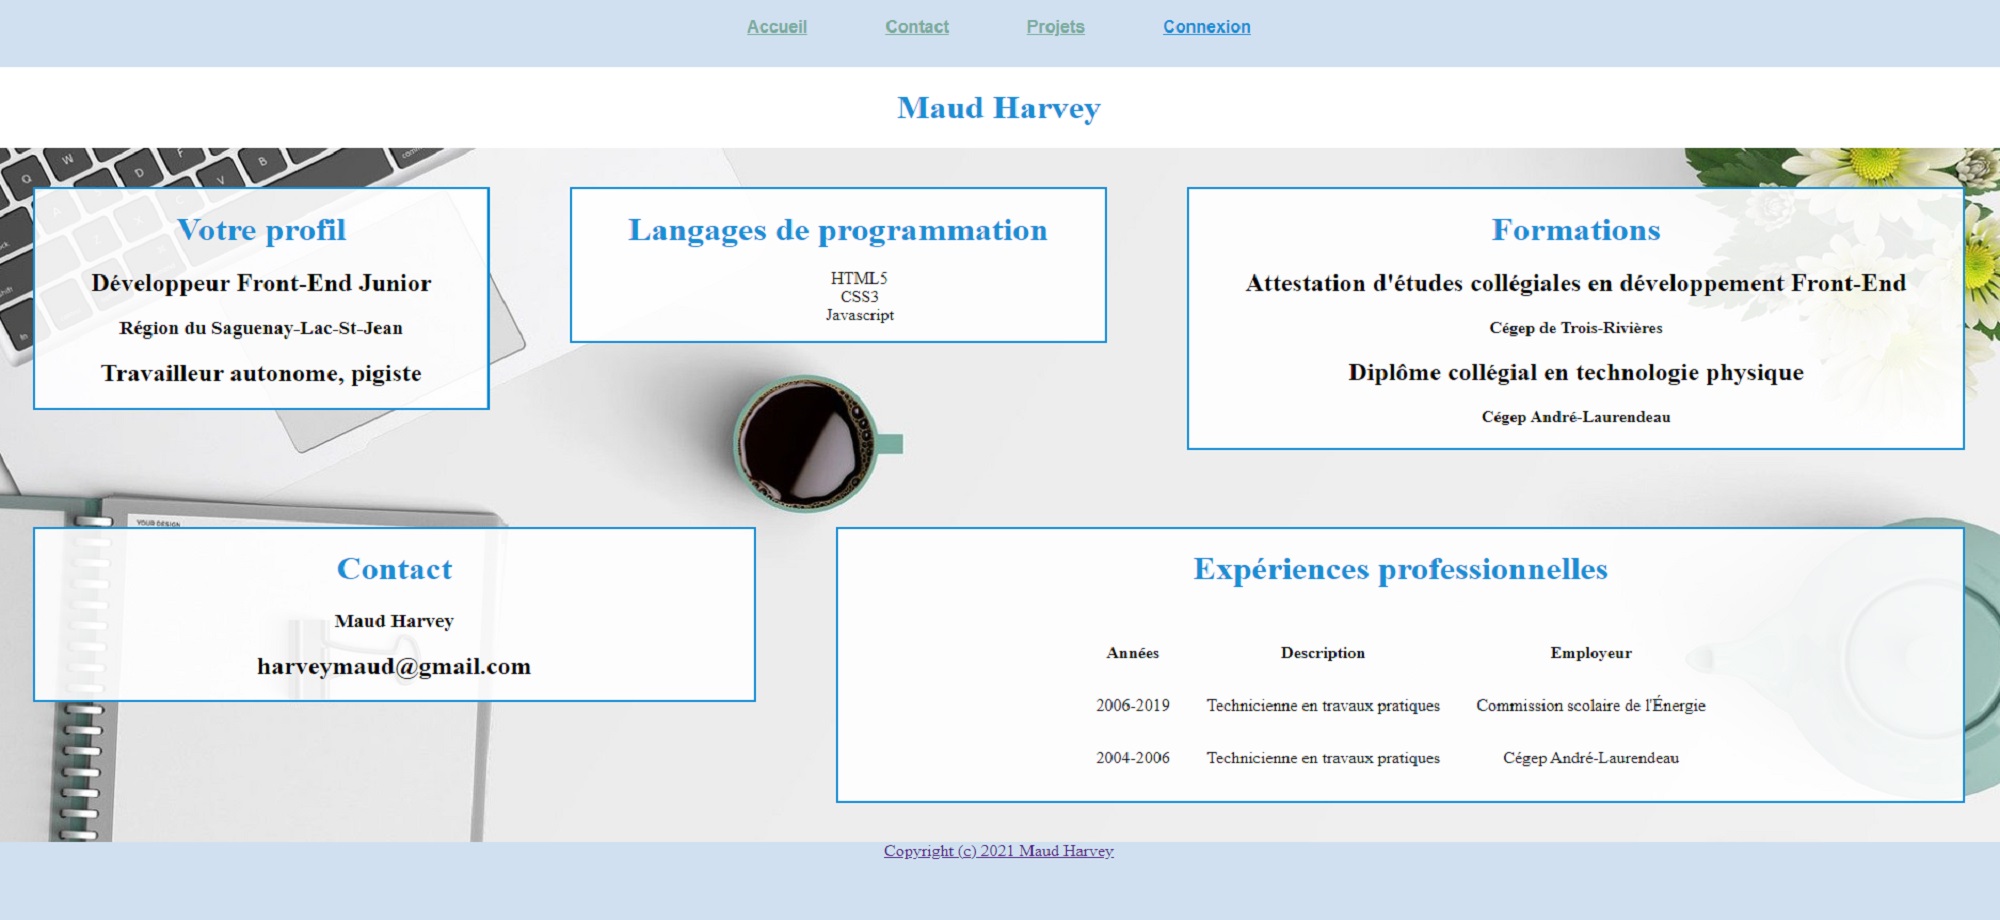 Accueil Contact Projets Connexion
Maud Harvey
Votre profil
Développeur Front-End Junior
Région du Saguenay-Lac-St-Jean
Travailleur autonome, pigiste
Langages de programmation
HTML5
CSS3
Javascript
Formations
Attestation d'études collégiales en développement Front-End
Cégep de Trois-Rivières
Diplôme collégial en technologie physique
Cégep André-Laurendeau
YOUR DESIGN
Contact
Maud Harvey
harveymaud@gmail.com
Expériences professionnelles
Années Description Employeur
2006-2019 Technicienne en travaux pratiques Commission scolaire de l'Énergie
2004-2006 Technicienne en travaux pratiques Cégep André-Laurendeau
Copyright (c) 2021 Maud Harvey